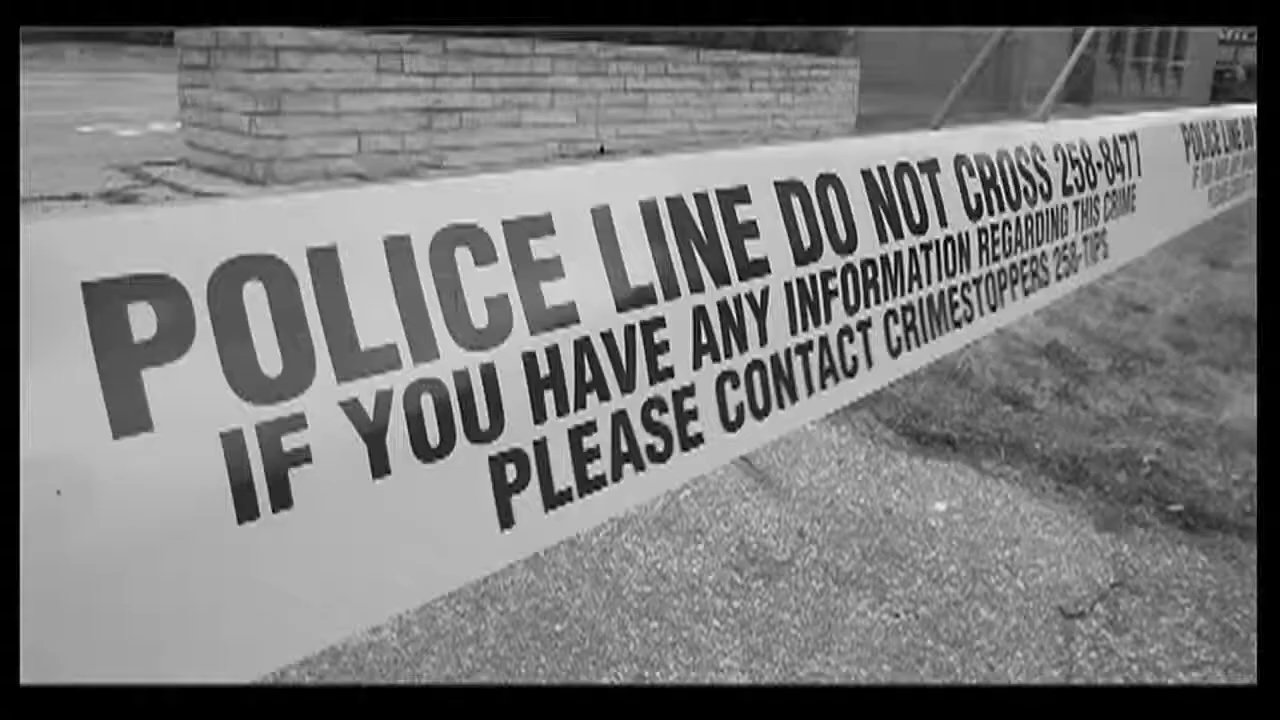 POLICE LINE DO NOT CROSS 258-8477
IF YOU HAVE ANY INFORMATION REGARDING THIS CRIME
PLEASE CONTACT CRIMESTOPPERS 258-TIPS
POLICE LINE DO